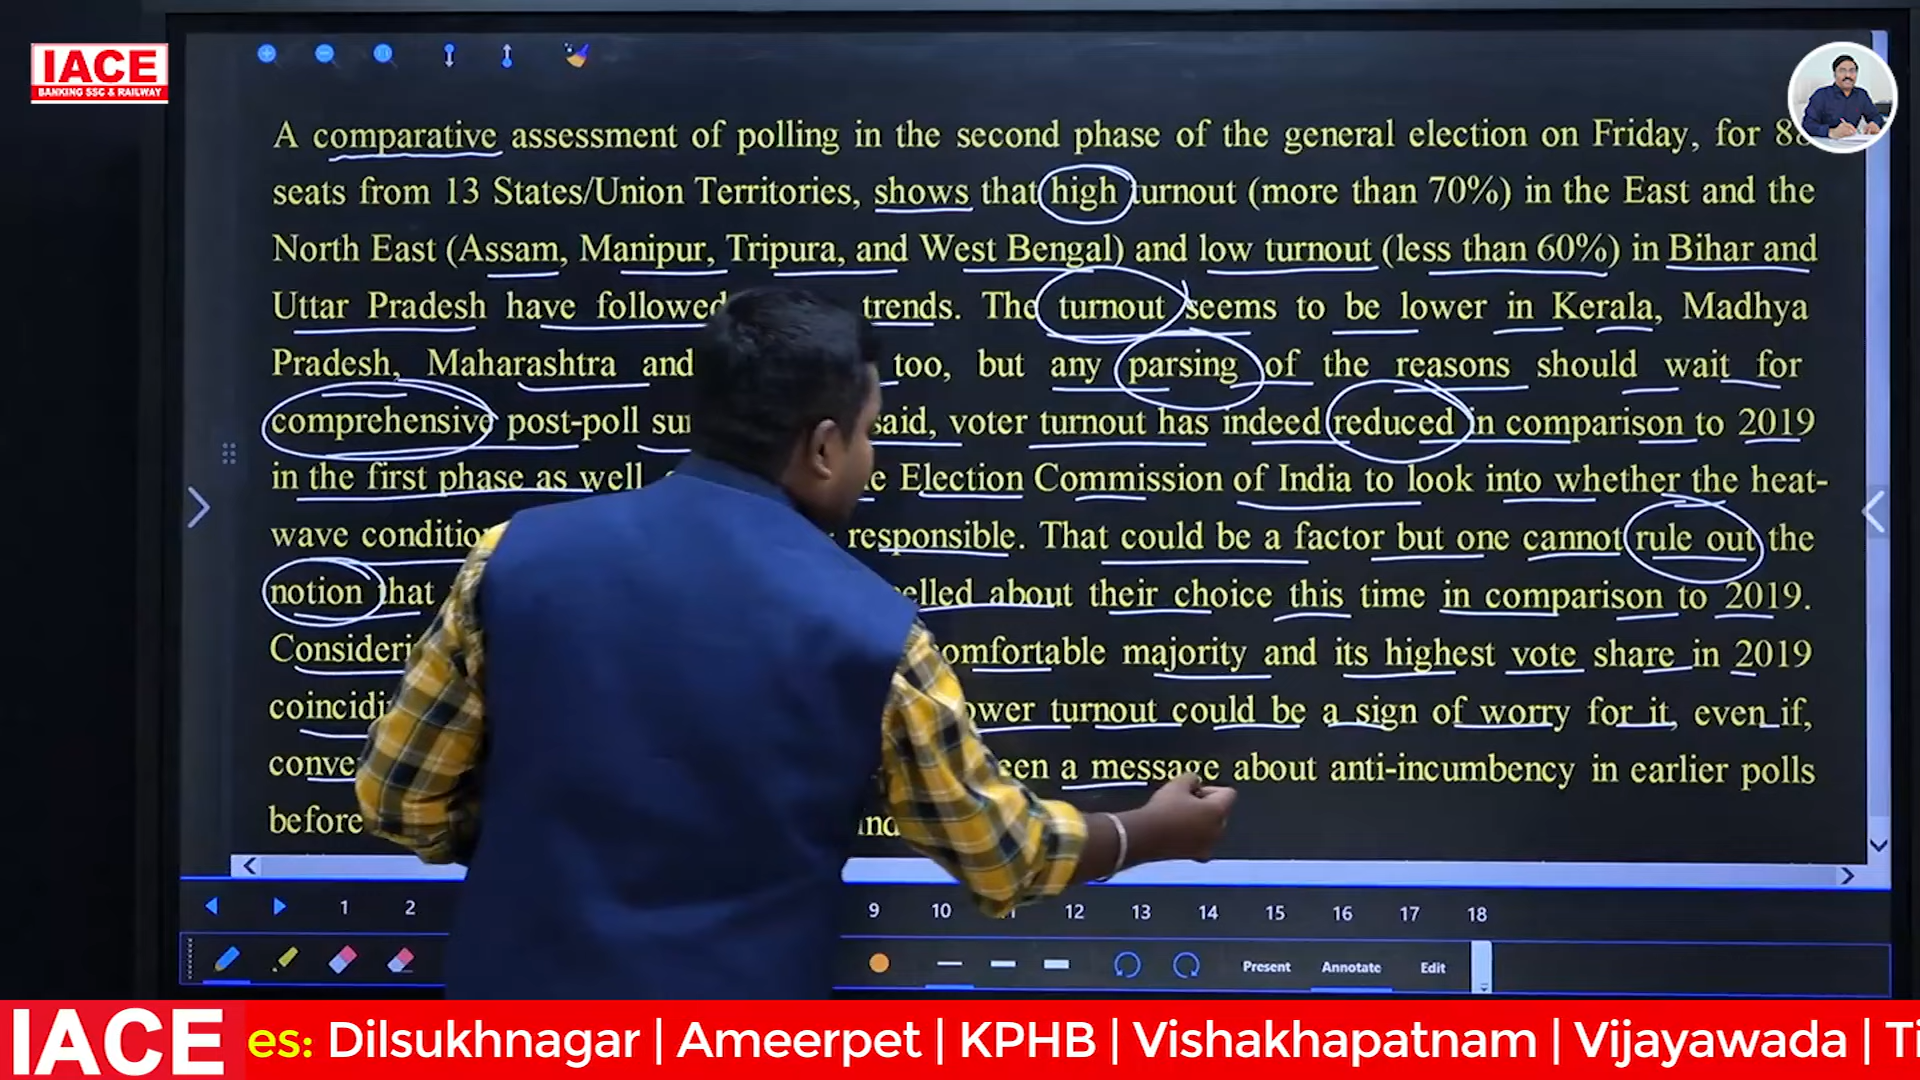 IACE
BANKING SSC & RAILWAY
A comparative assessment of polling in the second phase of the general election on Friday, for
seats from 13 States/Union Territories, shows that high turnout (more than 70%) in the East and the
North East (Assam, Manipur, Tripura, and West Bengal) and low turnout (less than 60%) in Bihar and
Uttar Pradesh have followed trends. The turnout seems to be lower in Kerala, Madhya
Pradesh, Maharashtra and too, but any parsing of the reasons should wait for
comprehensive post-poll said, voter turnout has indeed reduced in comparison to 2019
in the first phase as well Election Commission of India to look into whether the heat-
wave responsible. That could be a factor but one cannot rule out the
notion that about their choice this time in comparison to 2019.
majority and its highest vote share in 2019
turnout could be a sign of worry for it, even if,
a message about anti-incumbency in earlier polls
before
1 2 9 10 12 13 14 15 16 17 18
Present Annotate Edit
IACE es: Dilsukhnagar | Ameerpet | KPHB | Vishakhapatnam | Vijayawada | Ti